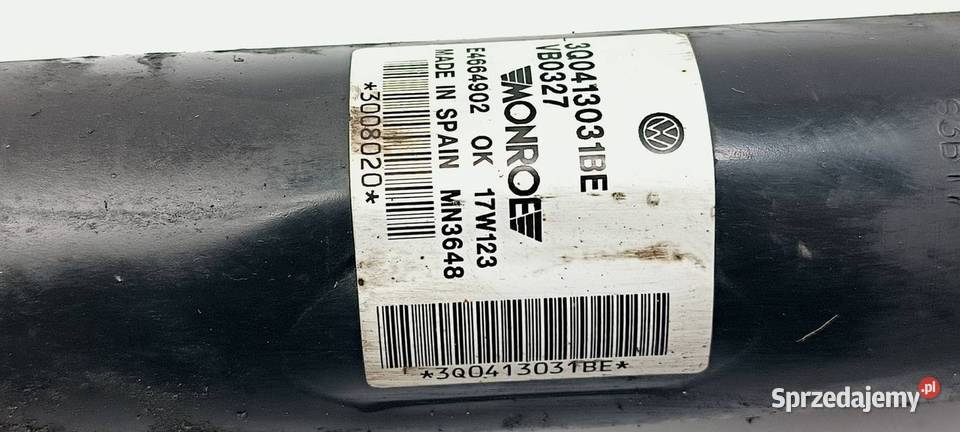 3Q0413031BE
VB0327
MONROE
E4664902 OK 17W123
MADE IN SPAIN MN3648
*3008020*
*3Q0413031BE*
Sprzedajemy.pl